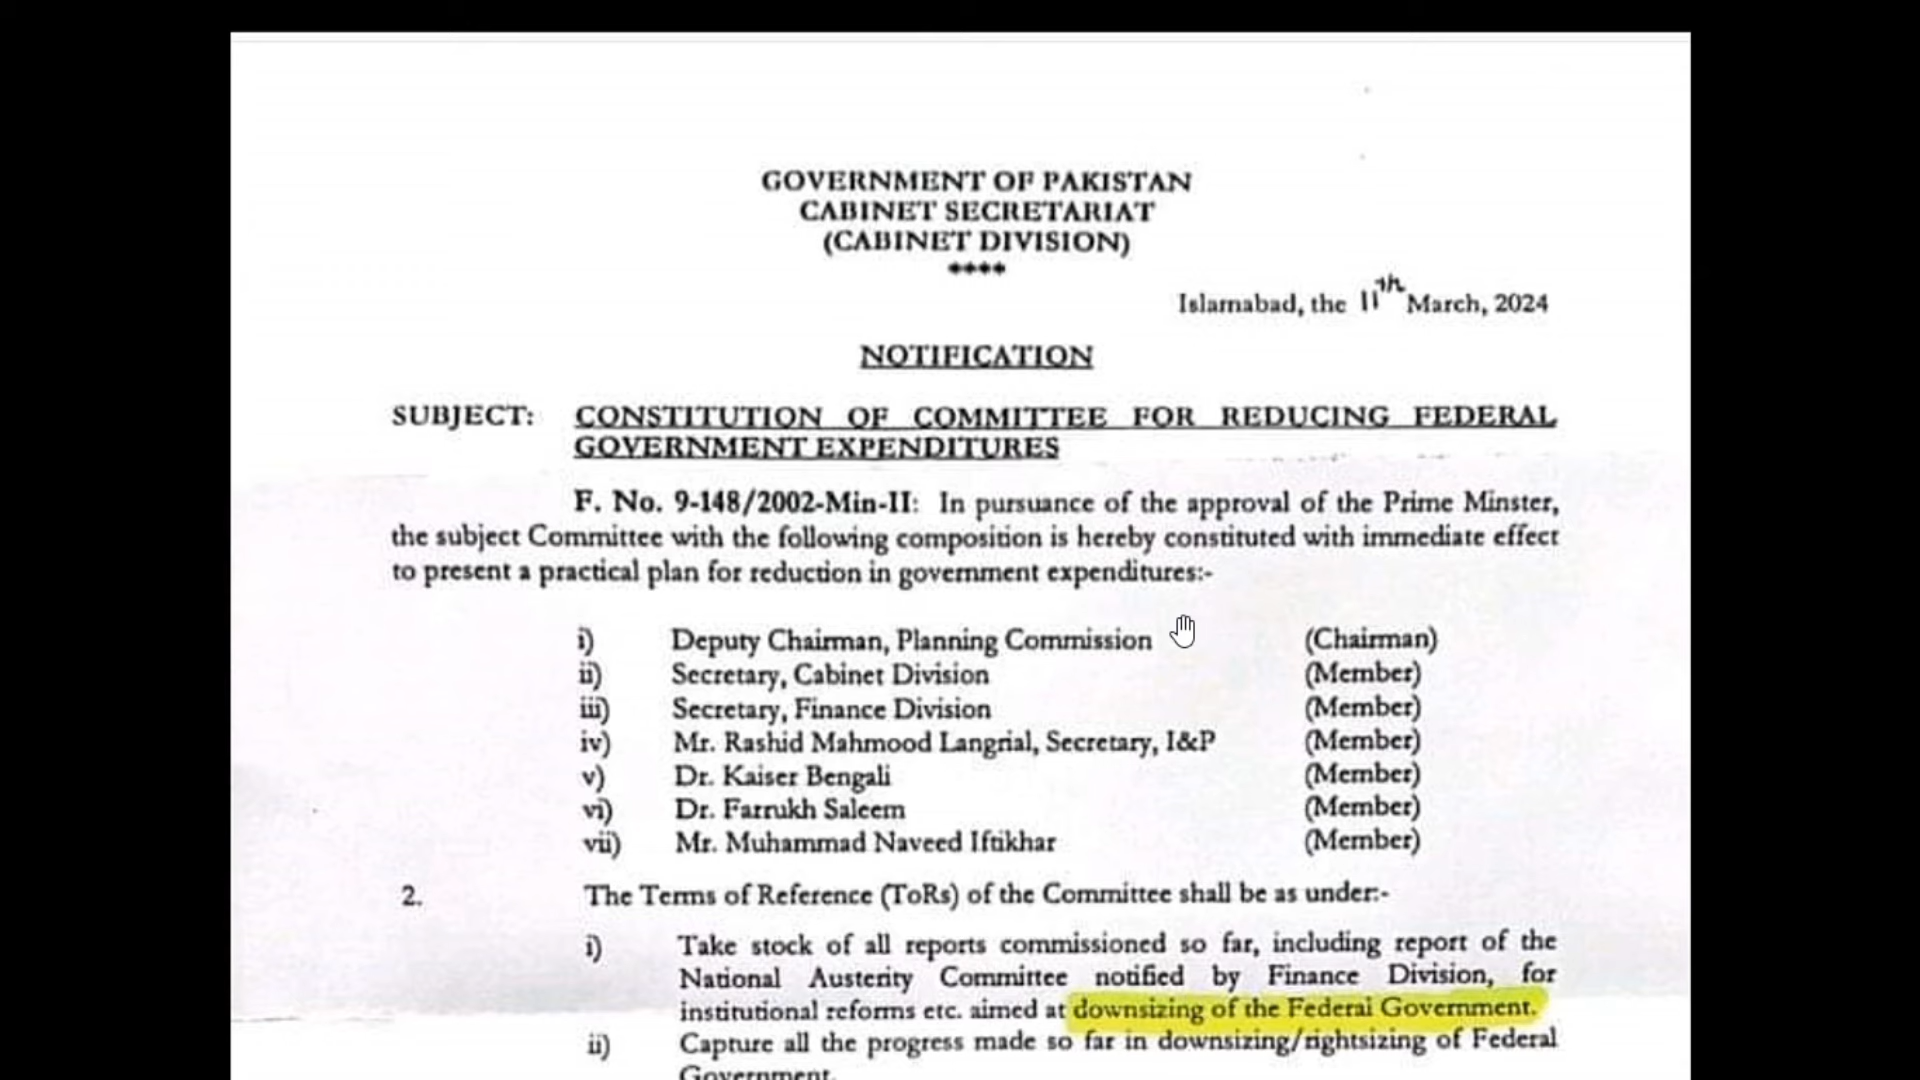 GOVERNMENT OF PAKISTAN
CABINET SECRETARIAT
(CABINET DIVISION)
****
Islamabad, the 11th March, 2024
NOTIFICATION
SUBJECT: CONSTITUTION OF COMMITTEE FOR REDUCING FEDERAL
GOVERNMENT EXPENDITURES
F. No. 9-148/2002-Min-II: In pursuance of the approval of the Prime Minster,
the subject Committee with the following composition is hereby constituted with immediate effect
to present a practical plan for reduction in government expenditures:-
i) Deputy Chairman, Planning Commission (Chairman)
ii) Secretary, Cabinet Division (Member)
iii) Secretary, Finance Division (Member)
iv) Mr. Rashid Mahmood Langrial, Secretary, I&P (Member)
v) Dr. Kaiser Bengali (Member)
vi) Dr. Farrukh Saleem (Member)
vii) Mr. Muhammad Naveed Iftikhar (Member)
2. The Terms of Reference (ToRs) of the Committee shall be as under:-
i) Take stock of all reports commissioned so far, including report of the
National Austerity Committee notified by Finance Division, for
institutional reforms etc. aimed at downsizing of the Federal Government.
ii) Capture all the progress made so far in downsizing/rightsizing of Federal
Government.